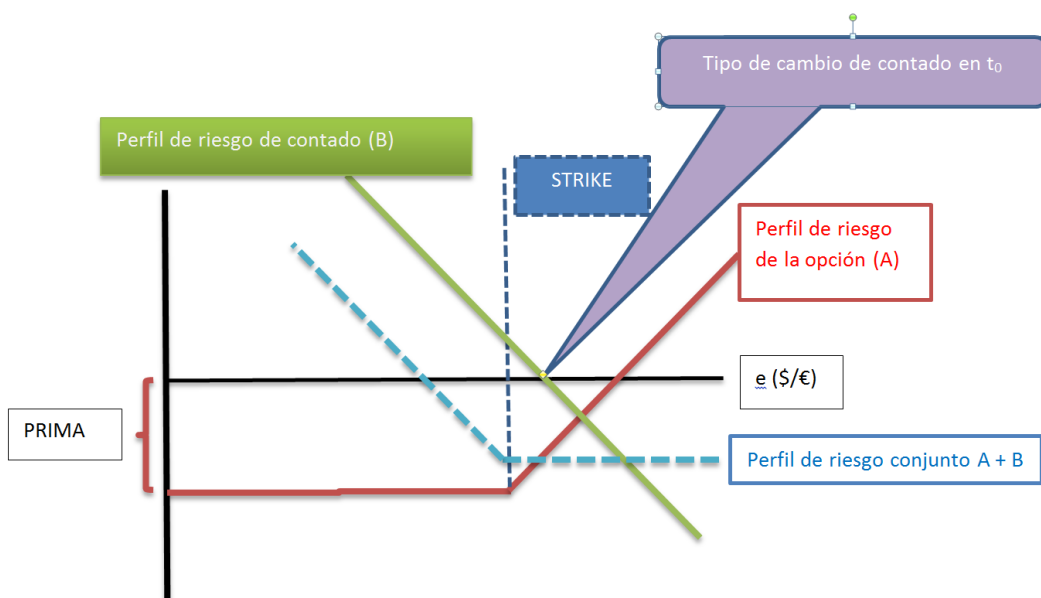 Tipo de cambio de contado en t₀
Perfil de riesgo de contado (B)
STRIKE
Perfil de riesgo
de la opción (A)
e ($/€)
PRIMA
Perfil de riesgo conjunto A + B